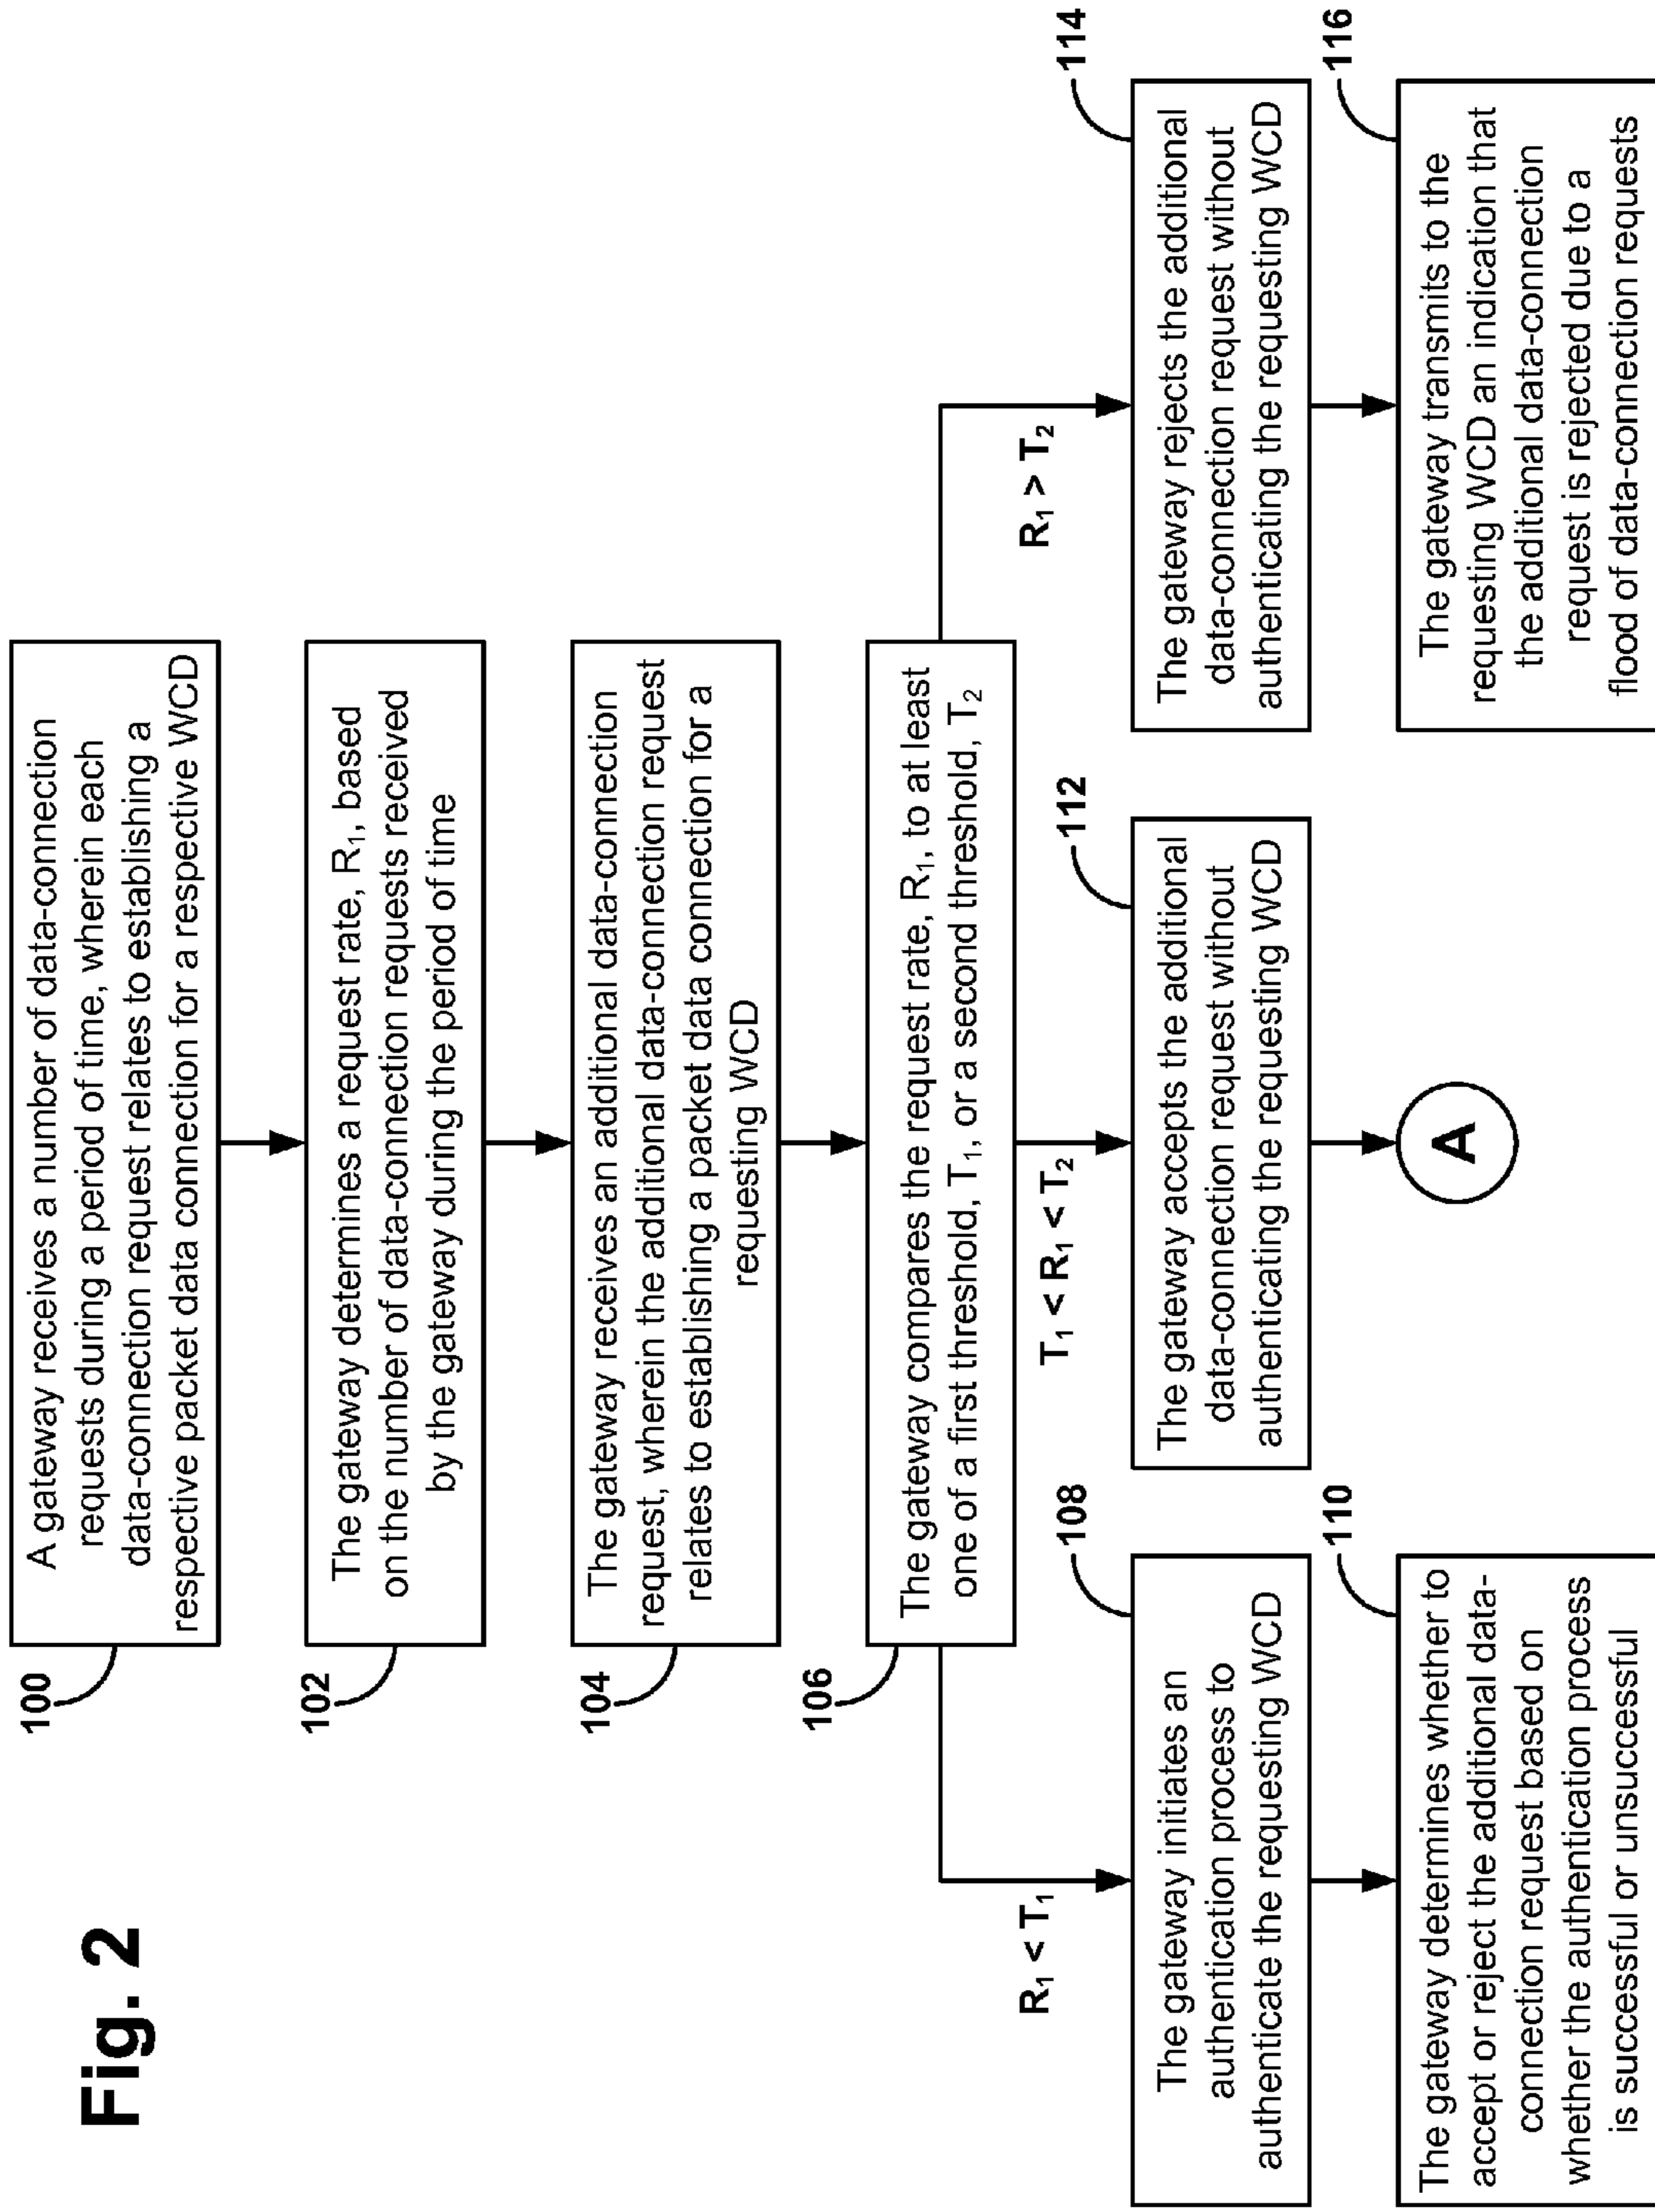 Fig. 2
100
A gateway receives a number of data-connection
requests during a period of time, wherein each
data-connection request relates to establishing a
respective packet data connection for a respective WCD
102
The gateway determines a request rate, R₁, based
on the number of data-connection requests received
by the gateway during the period of time
104
The gateway receives an additional data-connection
request, wherein the additional data-connection request
relates to establishing a packet data connection for a
requesting WCD
106
The gateway compares the request rate, R₁, to at least
one of a first threshold, T₁, or a second threshold, T₂
R₁ < T₁
108
The gateway initiates an
authentication process to
authenticate the requesting WCD
110
The gateway determines whether to
accept or reject the additional data-
connection request based on
whether the authentication process
is successful or unsuccessful
T₁ < R₁ < T₂
112
The gateway accepts the additional
data-connection request without
authenticating the requesting WCD
A
R₁ > T₂
114
The gateway rejects the additional
data-connection request without
authenticating the requesting WCD
116
The gateway transmits to the
requesting WCD an indication that
the additional data-connection
request is rejected due to a
flood of data-connection requests